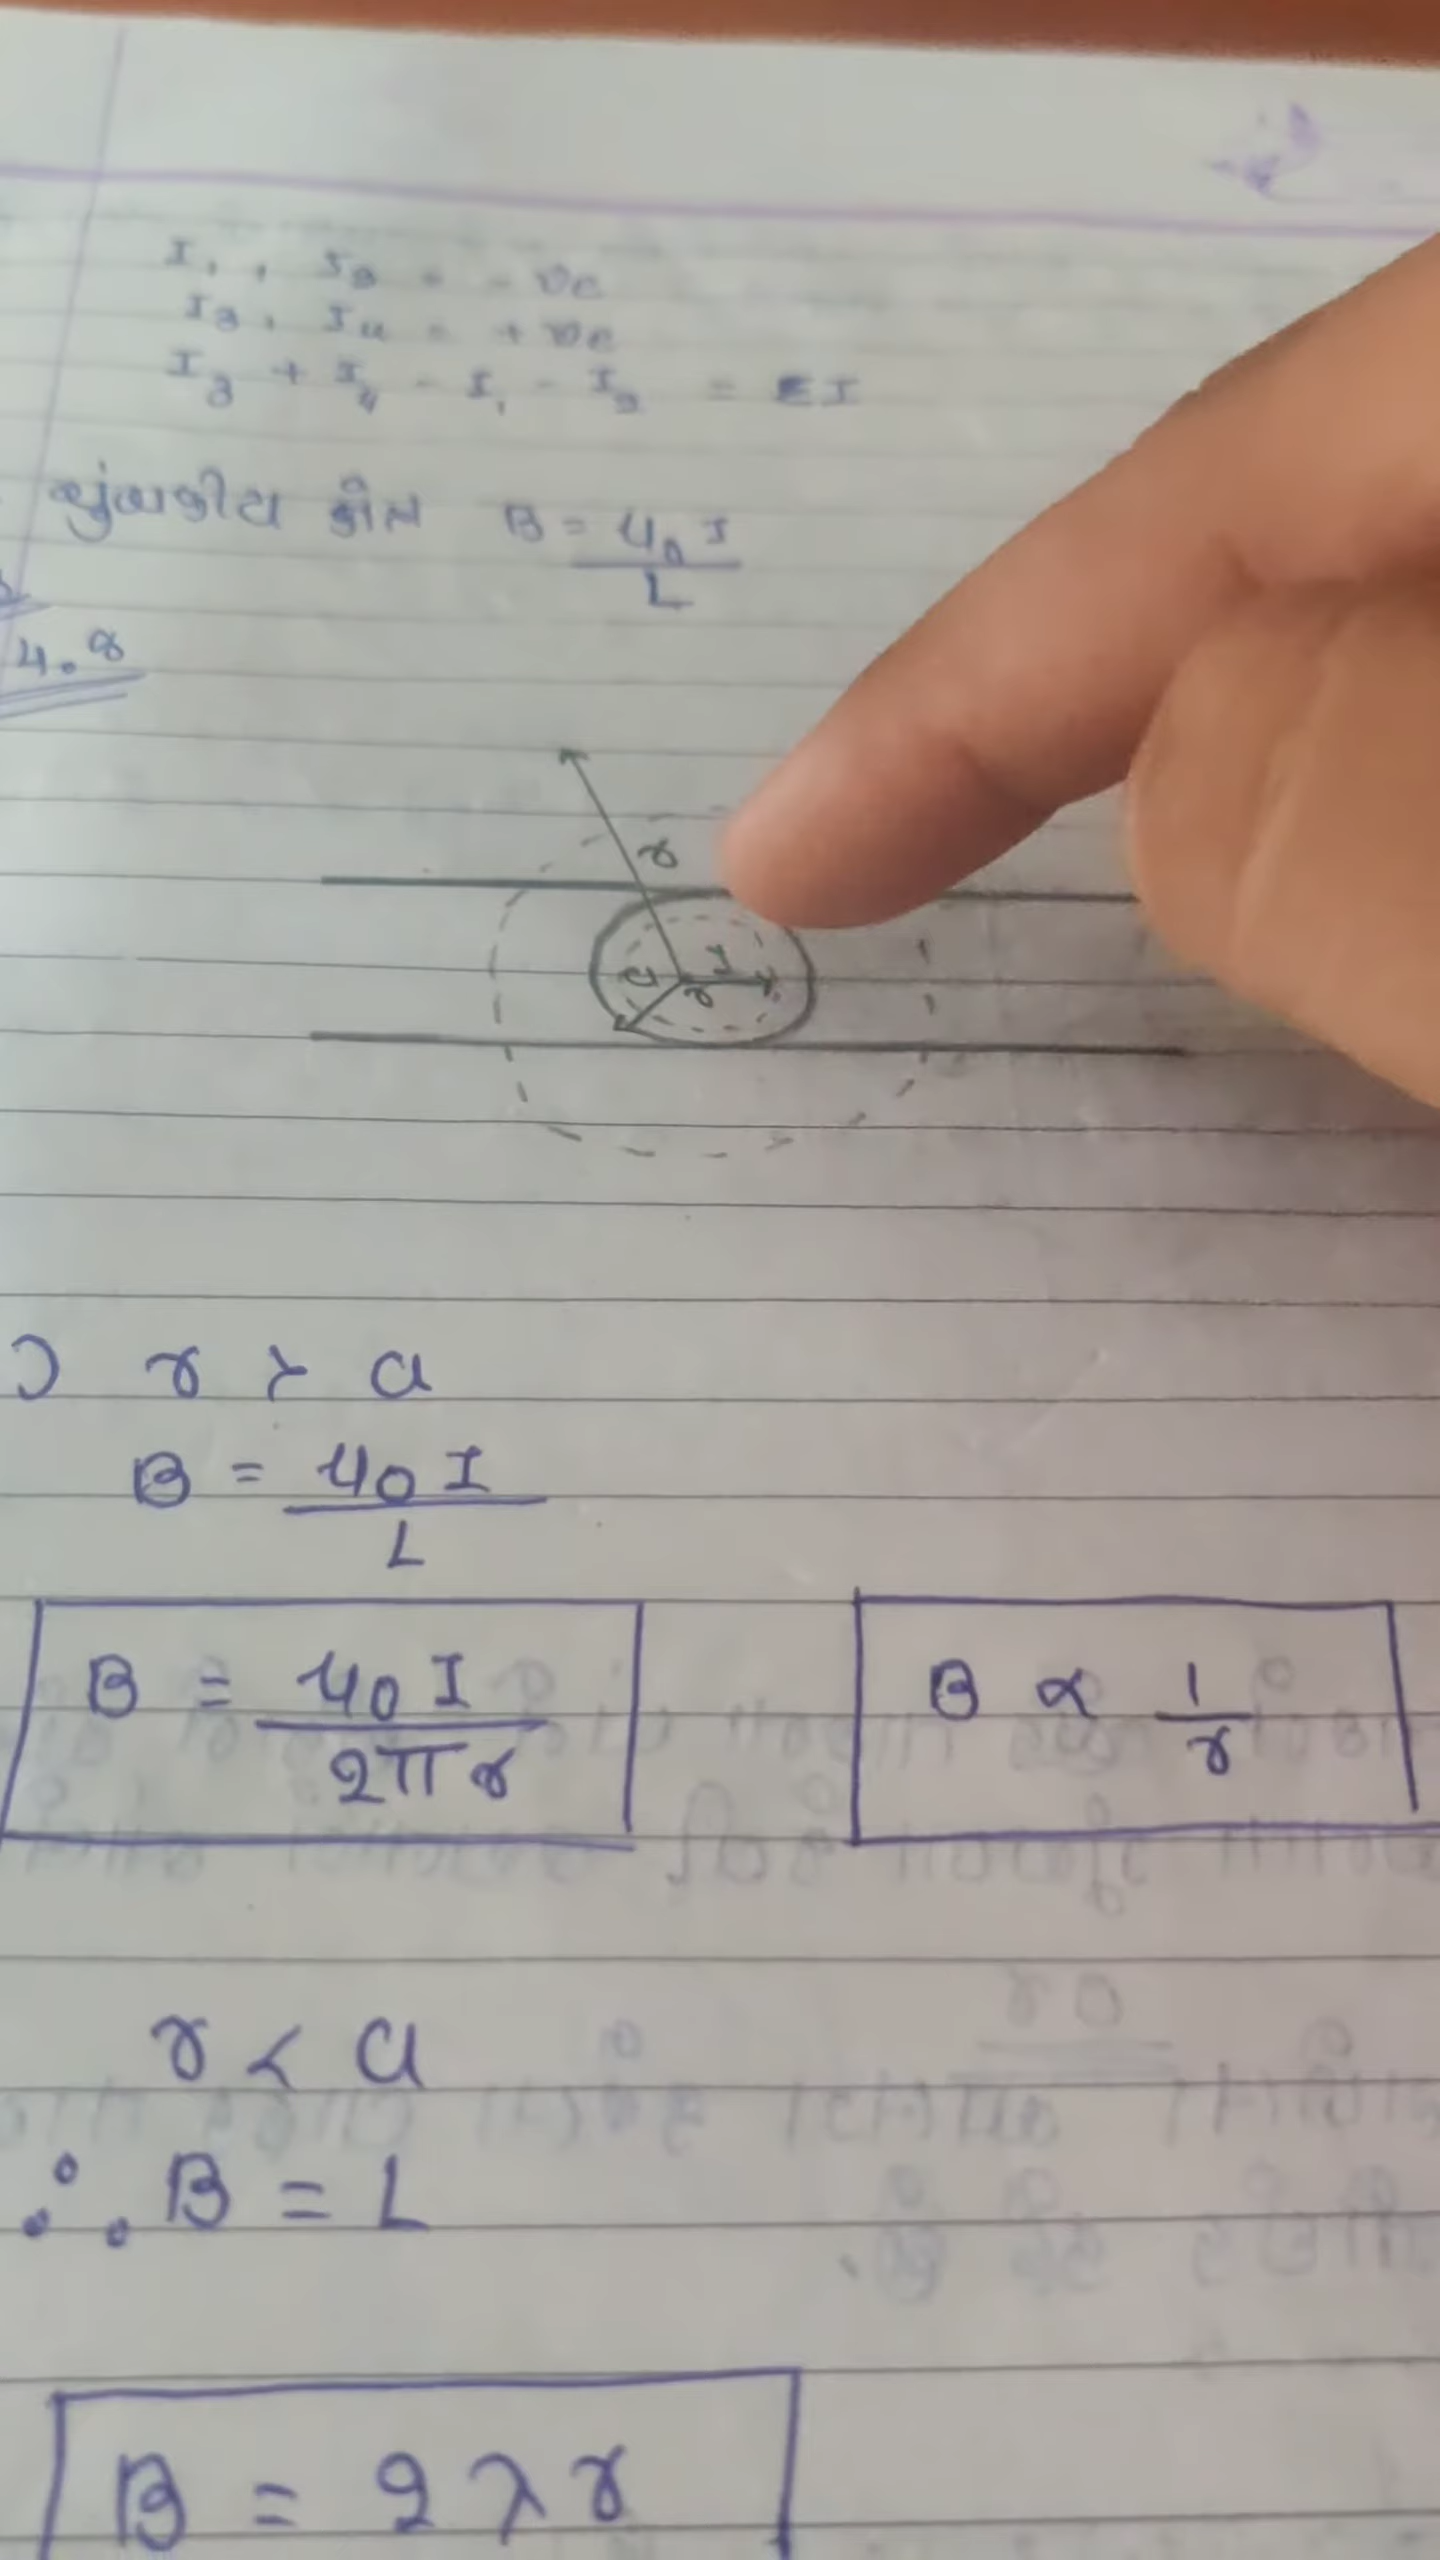 I₁, I₂ = -ve
I₃, I₄ = +ve
I₃ + I₄ - I₁ - I₂ = ΣI
चुंबकीय क्षेत्र B = μ₀I / L
4.8
r
I
a r
r > a
B = μ₀I / L
B = μ₀I / 2πr B ∝ 1 / r
r < a
∴ B = L
B = 2λr